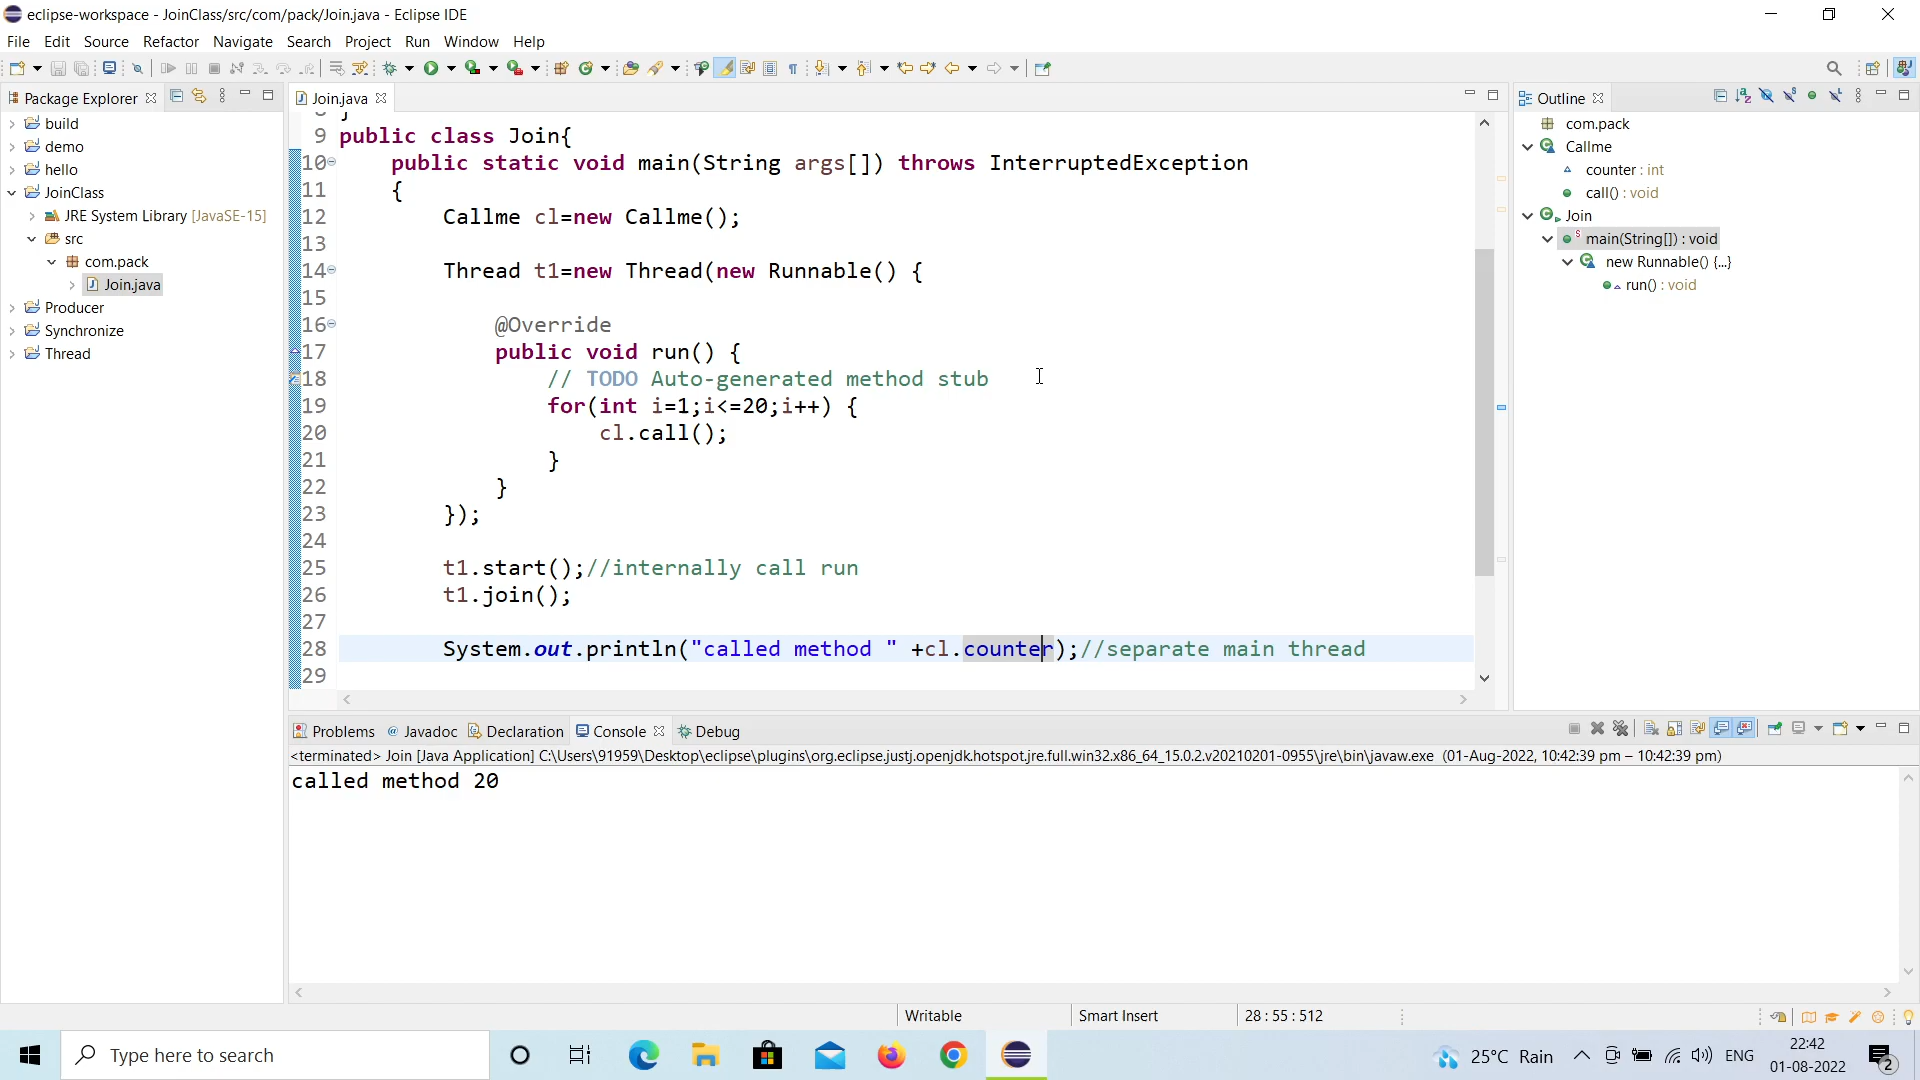 eclipse-workspace - JoinClass/src/com/pack/Join.java - Eclipse IDE
File Edit Source Refactor Navigate Search Project Run Window Help
Package Explorer
build
demo
hello
JoinClass
JRE System Library [JavaSE-15]
src
com.pack
Join.java
Producer
Synchronize
Thread
Join.java
9 public class Join{
10 public static void main(String args[]) throws InterruptedException
11 {
12 Callme cl=new Callme();
13
14 Thread t1=new Thread(new Runnable() {
15
16 @Override
17 public void run() {
18 // TODO Auto-generated method stub
19 for(int i=1;i<=20;i++) {
20 cl.call();
21 }
22 }
23 });
24
25 t1.start();//internally call run
26 t1.join();
27
28 System.out.println("called method " +cl.counter);//separate main thread
29
Outline
com.pack
Callme
counter : int
call() : void
Join
main(String[]) : void
new Runnable() {...}
run() : void
Problems Javadoc Declaration Console Debug
<terminated> Join [Java Application] C:\Users\91959\Desktop\eclipse\plugins\org.eclipse.justj.openjdk.hotspot.jre.full.win32.x86_64_15.0.2.v20210201-0955\jre\bin\javaw.exe (01-Aug-2022, 10:42:39 pm – 10:42:39 pm)
called method 20
Writable Smart Insert 28 : 55 : 512
Type here to search
25°C Rain ENG
22:42
01-08-2022
2